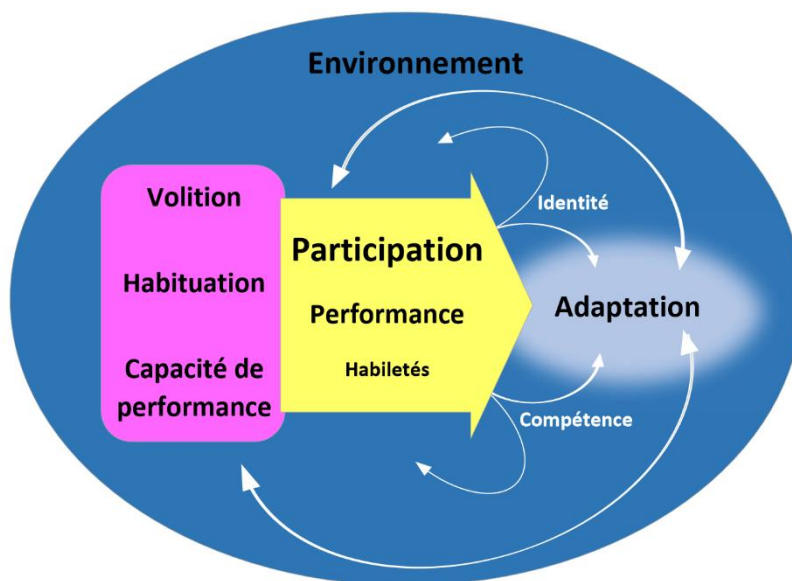 Environnement
Volition
Habituation
Capacité de
performance
Participation
Performance
Habiletés
Identité
Adaptation
Compétence